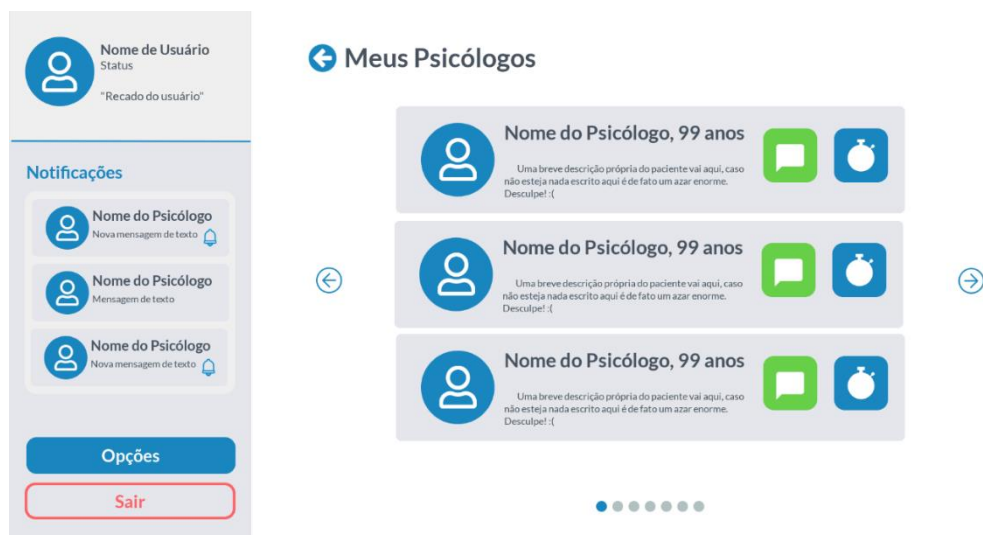 Nome de Usuário
Status
"Recado do usuário"
Notificações
Nome do Psicólogo
Nova mensagem de texto
Nome do Psicólogo
Mensagem de texto
Nome do Psicólogo
Nova mensagem de texto
Opções
Sair
Meus Psicólogos
Nome do Psicólogo, 99 anos
Uma breve descrição própria do paciente vai aqui, caso
não esteja nada escrito aqui é de fato um azar enorme.
Desculpe! :(
Nome do Psicólogo, 99 anos
Uma breve descrição própria do paciente vai aqui, caso
não esteja nada escrito aqui é de fato um azar enorme.
Desculpe! :(
Nome do Psicólogo, 99 anos
Uma breve descrição própria do paciente vai aqui, caso
não esteja nada escrito aqui é de fato um azar enorme.
Desculpe! :(